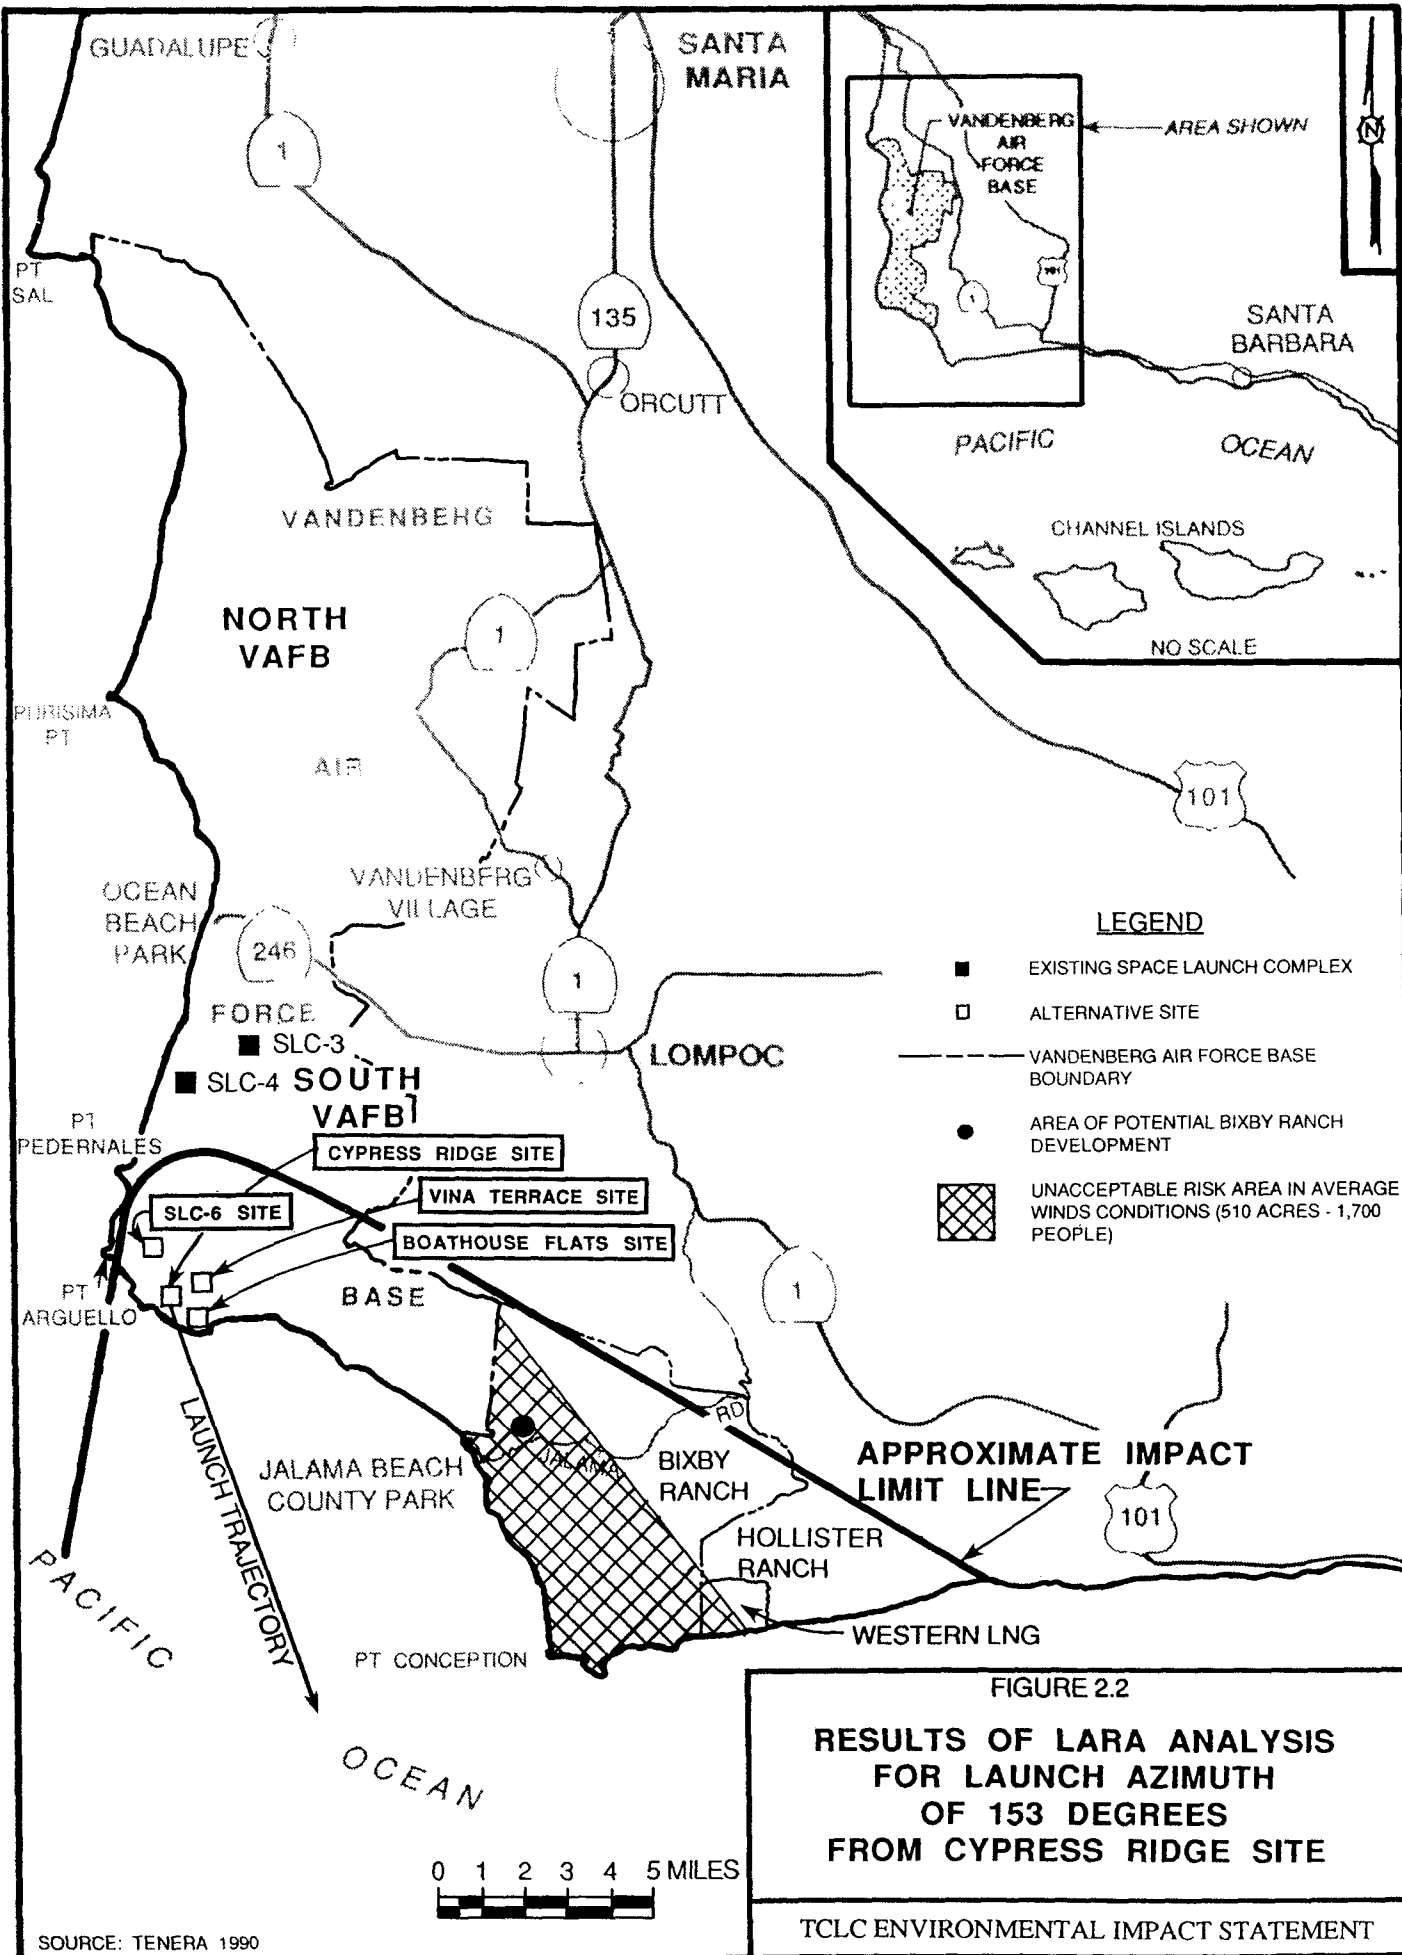 GUADALUPE
SANTA
MARIA
1
135
ORCUTT
PT
SAL
VANDENBERG
AIR
FORCE
BASE
AREA SHOWN
N
101
1
SANTA
BARBARA
PACIFIC OCEAN
CHANNEL ISLANDS
NO SCALE
VANDENBERG
NORTH
VAFB
1
PURISIMA
PT
AIR
101
VANDENBERG
VILLAGE
OCEAN
BEACH
PARK
246
1
FORCE
SLC-3
LOMPOC
SLC-4
SOUTH
VAFB
LEGEND
EXISTING SPACE LAUNCH COMPLEX
ALTERNATIVE SITE
VANDENBERG AIR FORCE BASE
BOUNDARY
AREA OF POTENTIAL BIXBY RANCH
DEVELOPMENT
UNACCEPTABLE RISK AREA IN AVERAGE
WINDS CONDITIONS (510 ACRES - 1,700
PEOPLE)
PT
PEDERNALES
CYPRESS RIDGE SITE
VINA TERRACE SITE
SLC-6 SITE
BOATHOUSE FLATS SITE
PT
ARGUELLO
BASE
1
LAUNCH TRAJECTORY
JALAMA RD
JALAMA BEACH
COUNTY PARK
BIXBY
RANCH
APPROXIMATE IMPACT
LIMIT LINE
101
HOLLISTER
RANCH
WESTERN LNG
PT CONCEPTION
PACIFIC
OCEAN
0 1 2 3 4 5 MILES
FIGURE 2.2
RESULTS OF LARA ANALYSIS
FOR LAUNCH AZIMUTH
OF 153 DEGREES
FROM CYPRESS RIDGE SITE
TCLC ENVIRONMENTAL IMPACT STATEMENT
SOURCE: TENERA 1990